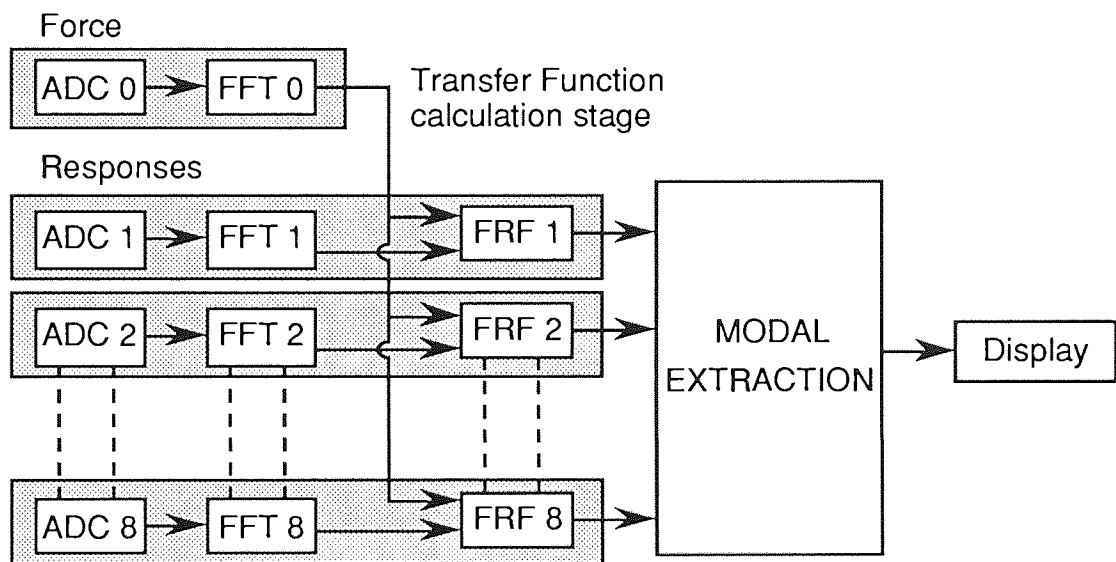 Force
ADC 0
FFT 0
Transfer Function
calculation stage
Responses
ADC 1
FFT 1
FRF 1
ADC 2
FFT 2
FRF 2
MODAL
EXTRACTION
Display
ADC 8
FFT 8
FRF 8